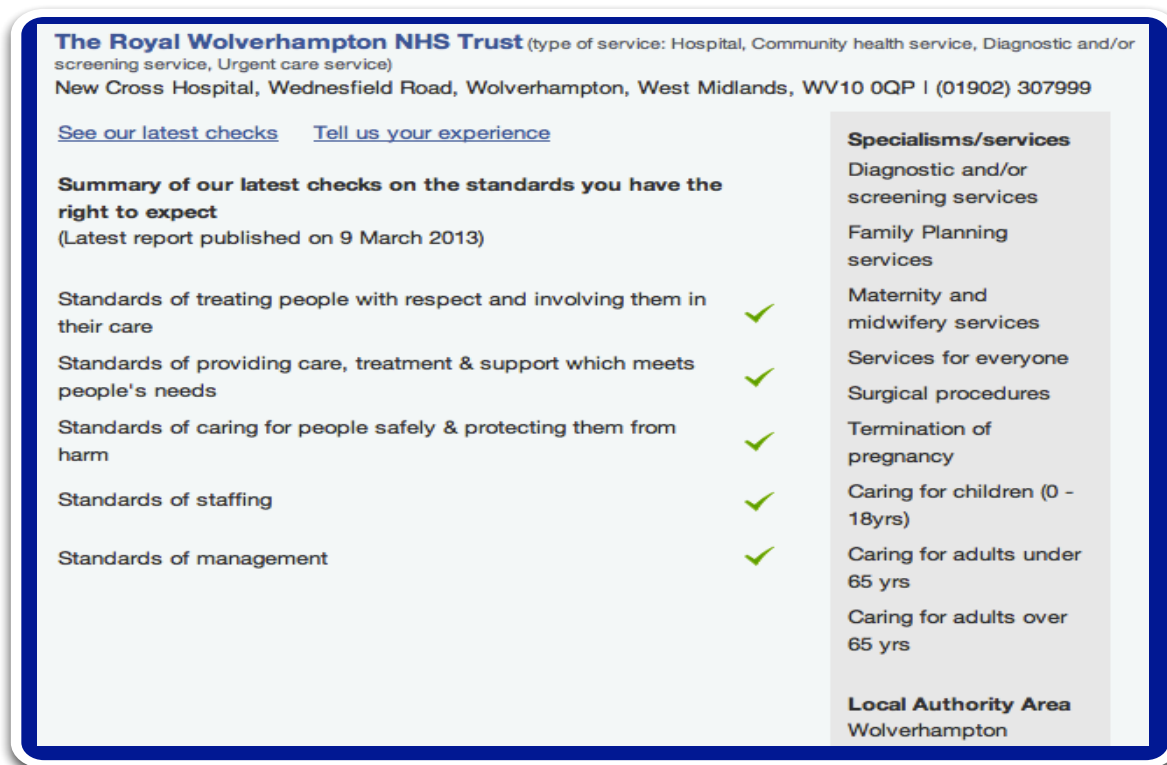 The Royal Wolverhampton NHS Trust (type of service: Hospital, Community health service, Diagnostic and/or
screening service, Urgent care service)
New Cross Hospital, Wednesfield Road, Wolverhampton, West Midlands, WV10 0QP | (01902) 307999
See our latest checks Tell us your experience
Summary of our latest checks on the standards you have the
right to expect
(Latest report published on 9 March 2013)
Standards of treating people with respect and involving them in
their care
Standards of providing care, treatment & support which meets
people's needs
Standards of caring for people safely & protecting them from
harm
Standards of staffing
Standards of management
Specialisms/services
Diagnostic and/or
screening services
Family Planning
services
Maternity and
midwifery services
Services for everyone
Surgical procedures
Termination of
pregnancy
Caring for children (0 -
18yrs)
Caring for adults under
65 yrs
Caring for adults over
65 yrs
Local Authority Area
Wolverhampton